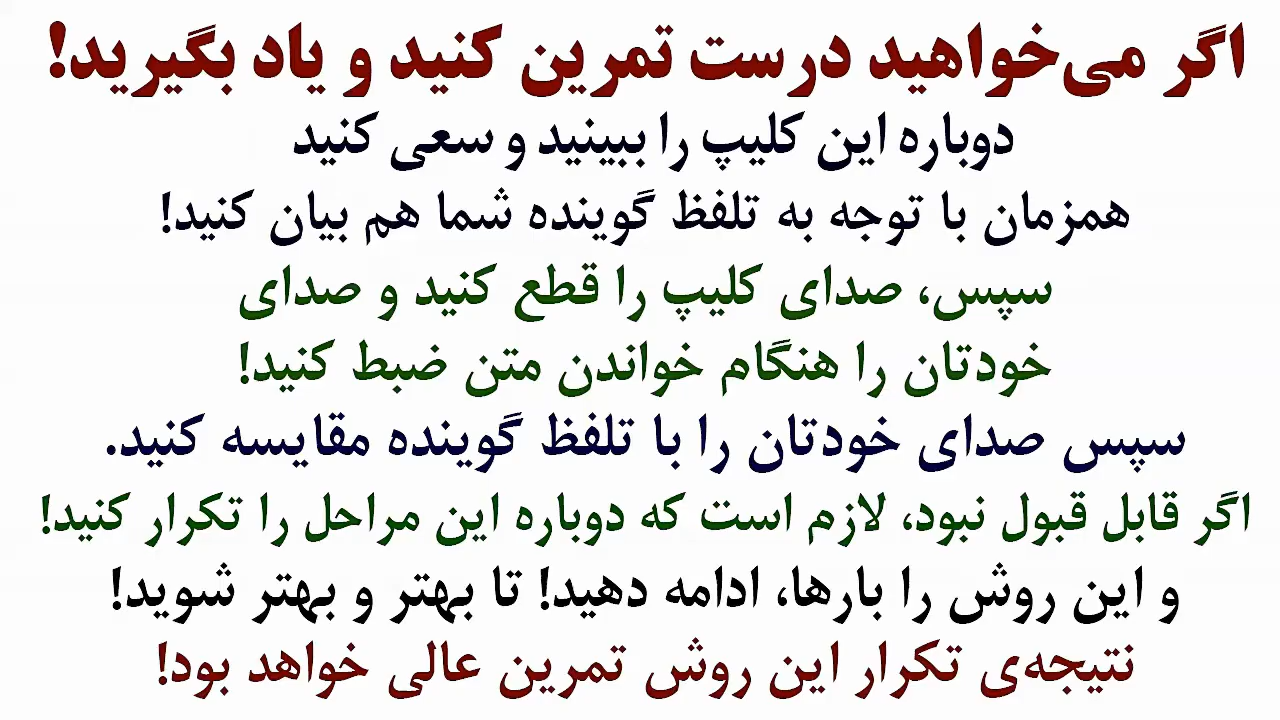 اگر می‌خواهید درست تمرین کنید و یاد بگیرید!
دوباره این کلیپ را ببینید و سعی کنید
همزمان با توجه به تلفظ گوینده شما هم بیان کنید!
سپس، صدای کلیپ را قطع کنید و صدای
خودتان را هنگام خواندن متن ضبط کنید!
سپس صدای خودتان را با تلفظ گوینده مقایسه کنید.
اگر قابل قبول نبود، لازم است که دوباره این مراحل را تکرار کنید!
و این روش را بارها، ادامه دهید! تا بهتر و بهتر شوید!
نتیجه‌ی تکرار این روش تمرین عالی خواهد بود!